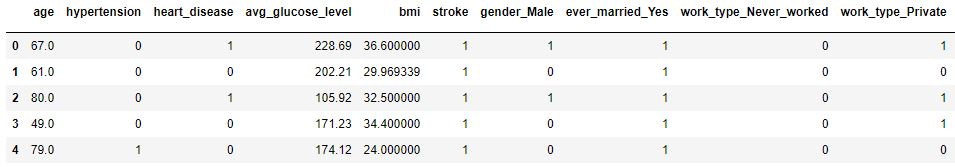 age hypertension heart_disease avg_glucose_level bmi stroke gender_Male ever_married_Yes work_type_Never_worked work_type_Private
0 67.0 0 1 228.69 36.600000 1 1 1 0 1
1 61.0 0 0 202.21 29.969339 1 0 1 0 0
2 80.0 0 1 105.92 32.500000 1 1 1 0 1
3 49.0 0 0 171.23 34.400000 1 0 1 0 1
4 79.0 1 0 174.12 24.000000 1 0 1 0 0